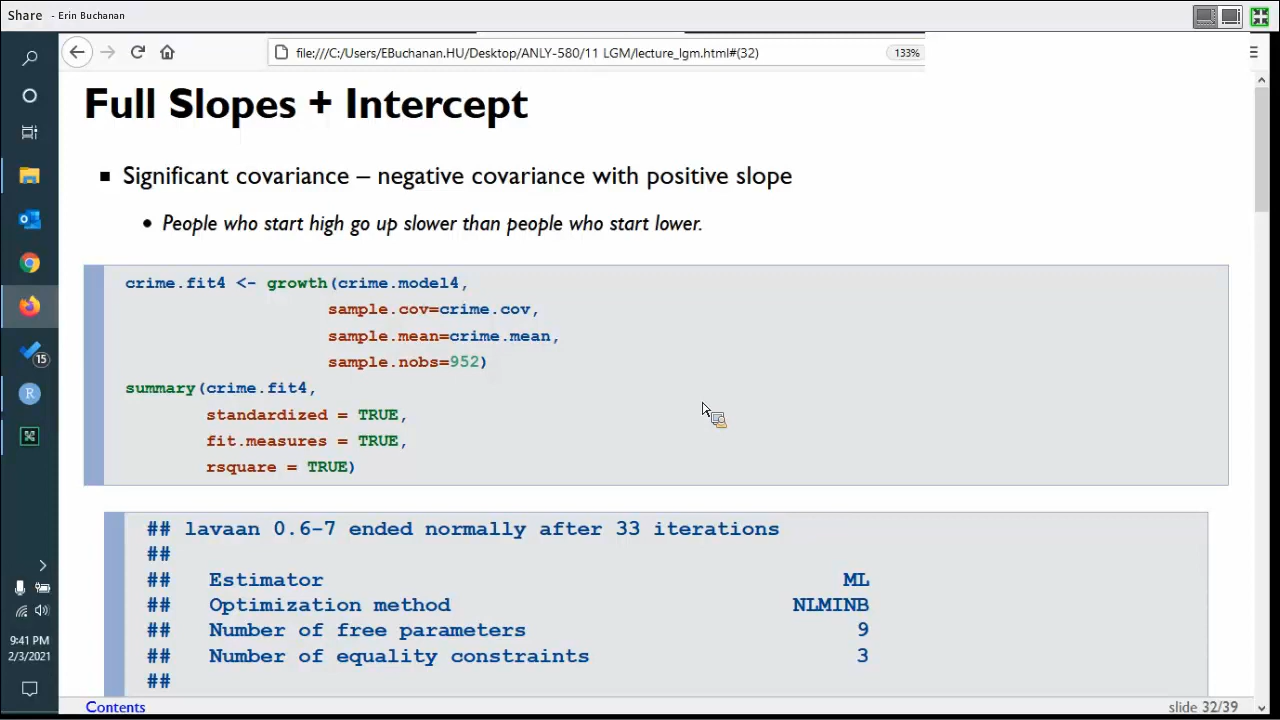 Share - Erin Buchanan
file:///C:/Users/EBuchanan.HU/Desktop/ANLY-580/11 LGM/lecture_lgm.html#(32)
133%
Full Slopes + Intercept
Significant covariance – negative covariance with positive slope
People who start high go up slower than people who start lower.
crime.fit4 <- growth(crime.model4,
sample.cov=crime.cov,
sample.mean=crime.mean,
sample.nobs=952)
summary(crime.fit4,
standardized = TRUE,
fit.measures = TRUE,
rsquare = TRUE)
## lavaan 0.6-7 ended normally after 33 iterations
##
## Estimator ML
## Optimization method NLMINB
## Number of free parameters 9
## Number of equality constraints 3
##
15
9:41 PM
2/3/2021
Contents
slide 32/39